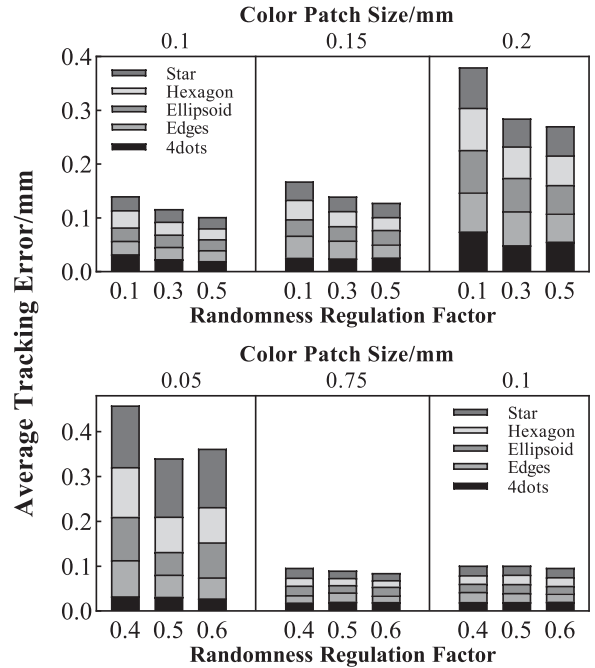 Color Patch Size/mm
0.1 0.15 0.2
0.4
Star
Hexagon
0.3
Ellipsoid
Edges
4dots
0.2
0.1
0.0
0.1 0.3 0.5 0.1 0.3 0.5 0.1 0.3 0.5
Randomness Regulation Factor
Average Tracking Error/mm
Color Patch Size/mm
0.05 0.75 0.1
Star
0.4
Hexagon
Ellipsoid
Edges
0.3
4dots
0.2
0.1
0.0
0.4 0.5 0.6 0.4 0.5 0.6 0.4 0.5 0.6
Randomness Regulation Factor